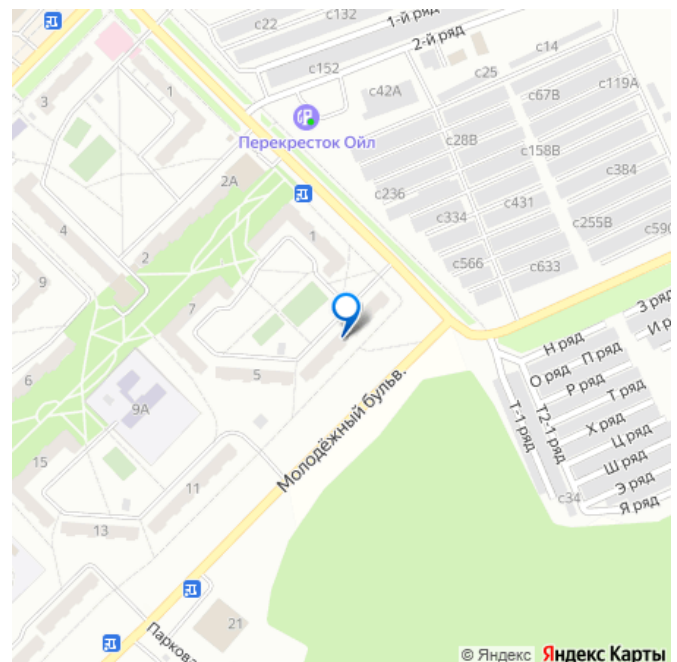 1-й ряд
с132
с22
2-й ряд
с14
с152
с25
с119А
с42А
с67В
3
1
Перекресток Ойл
с28В
с158В
2А
с384
с236
с431
4
с334
с255В
1
2
с566
с633
9
3 ряд
7
Н ряд
П ряд
О ряд
Р ряд
6
5
Т ряд
Молодёжный бульв.
9А
Т-1 ряд
Т2-1 ряд
Х ряд
Ц ряд
15
Ш ряд
11
Э ряд
с34
Я ряд
13
21
© Яндекс Яндекс Карты